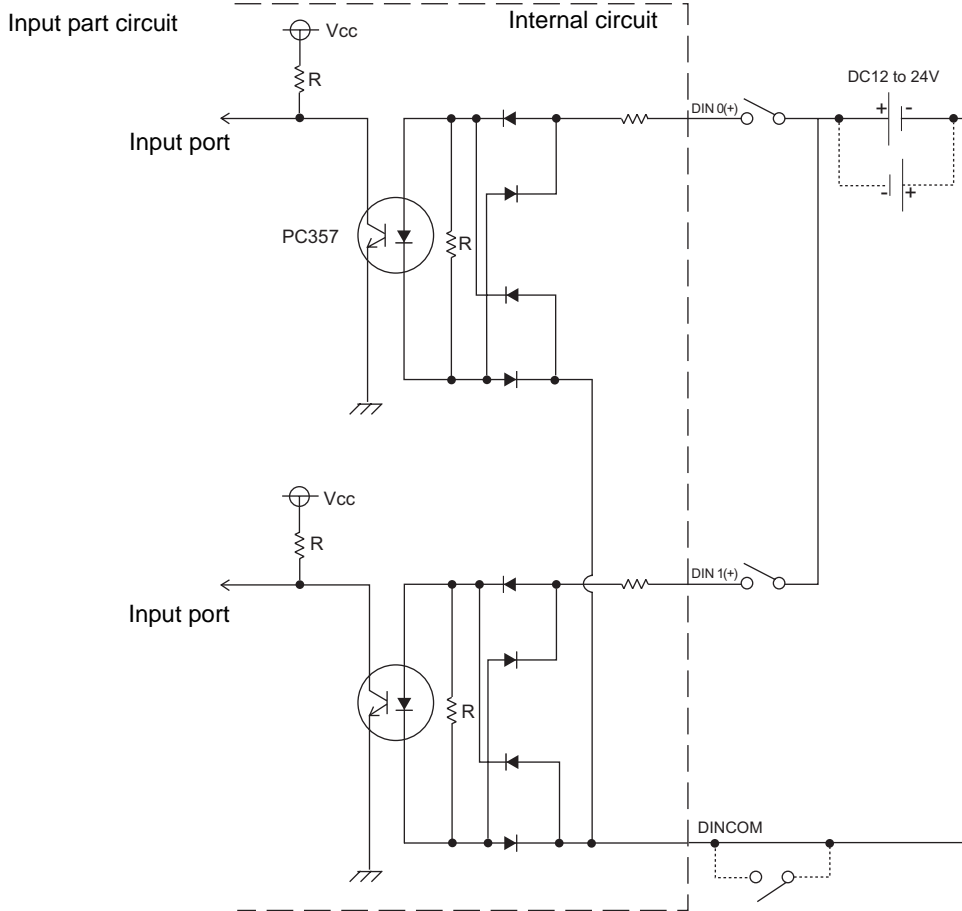 Input part circuit
Internal circuit
Vcc
R
DC12 to 24V
DIN 0(+)
+ -
Input port
- +
PC357
R
Vcc
R
DIN 1(+)
Input port
R
DINCOM